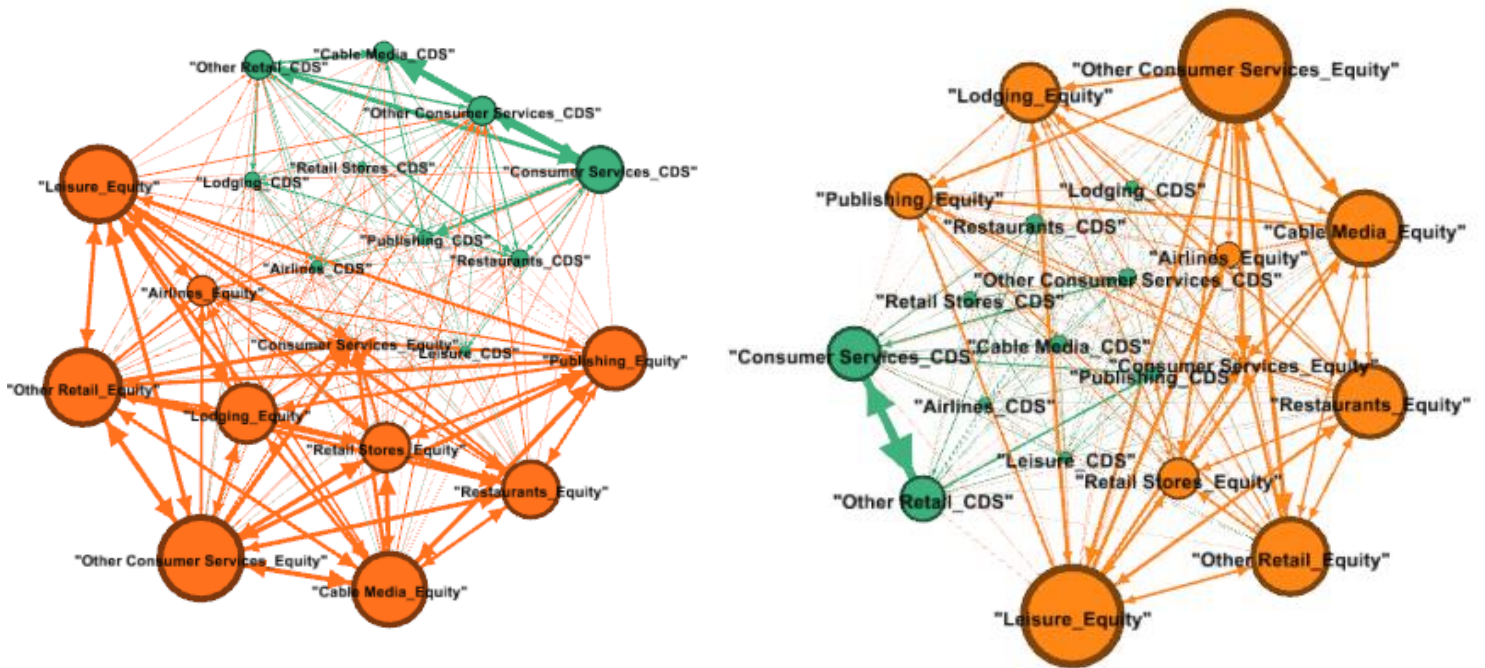 "Cable Media_CDS"
"Other Retail_CDS"
"Other Consumer Services_CDS"
"Retail Stores_CDS"
"Consumer Services_CDS"
"Lodging_CDS"
"Leisure_Equity"
"Publishing_CDS"
"Restaurants_CDS"
"Airlines_CDS"
"Airlines_Equity"
"Consumer Services_Equity"
"Leisure_CDS"
"Publishing_Equity"
"Other Retail_Equity"
"Lodging_Equity"
"Retail Stores_Equity"
"Restaurants_Equity"
"Other Consumer Services_Equity"
"Cable Media_Equity"
"Other Consumer Services_Equity"
"Lodging_Equity"
"Lodging_CDS"
"Publishing_Equity"
"Restaurants_CDS"
"Cable Media_Equity"
"Airlines_Equity"
"Other Consumer Services_CDS"
"Retail Stores_CDS"
"Consumer Services_CDS"
"Cable Media_CDS"
"Consumer Services_Equity"
"Publishing_CDS"
"Airlines_CDS"
"Restaurants_Equity"
"Leisure_CDS"
"Retail Stores_Equity"
"Other Retail_CDS"
"Other Retail_Equity"
"Leisure_Equity"